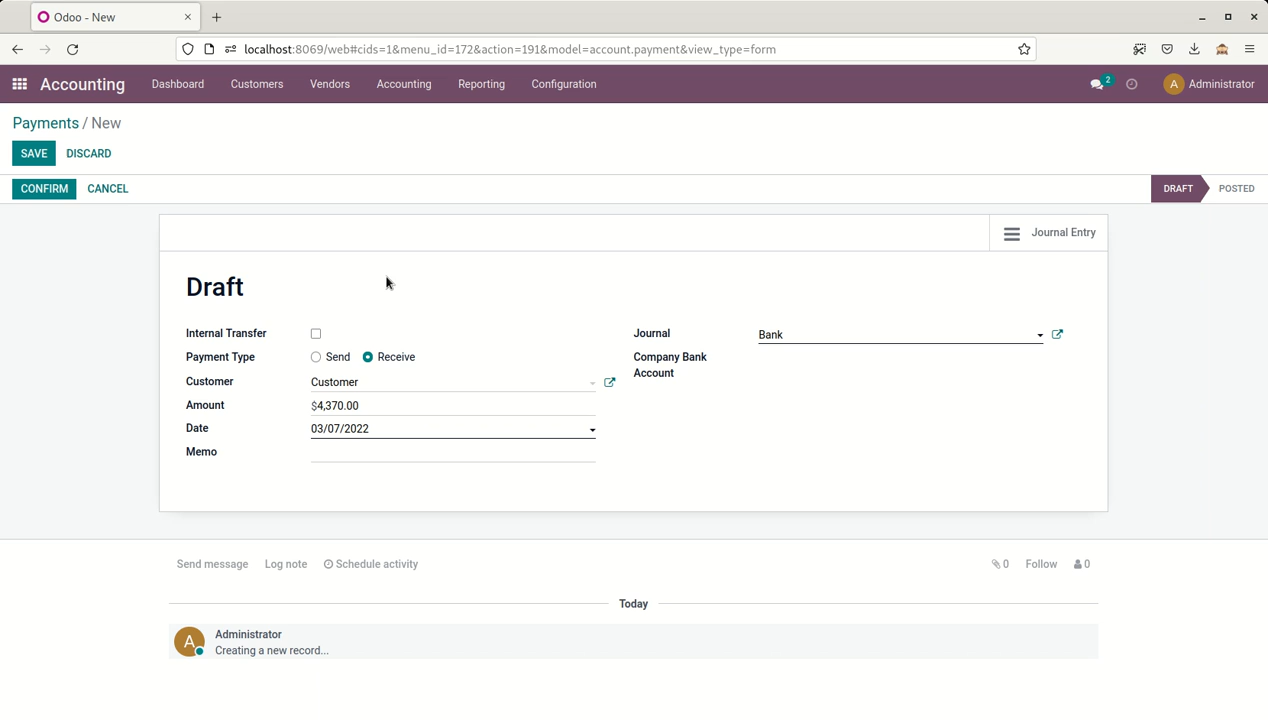 Odoo - New
localhost:8069/web#cids=1&menu_id=172&action=191&model=account.payment&view_type=form
Accounting Dashboard Customers Vendors Accounting Reporting Configuration 2 A Administrator
Payments / New
SAVE DISCARD
CONFIRM CANCEL DRAFT POSTED
Journal Entry
Draft
Internal Transfer
Payment Type Send Receive
Customer Customer
Amount $4,370.00
Date 03/07/2022
Memo
Journal Bank
Company Bank
Account
Send message Log note Schedule activity 0 Follow 0
Today
A Administrator
Creating a new record...